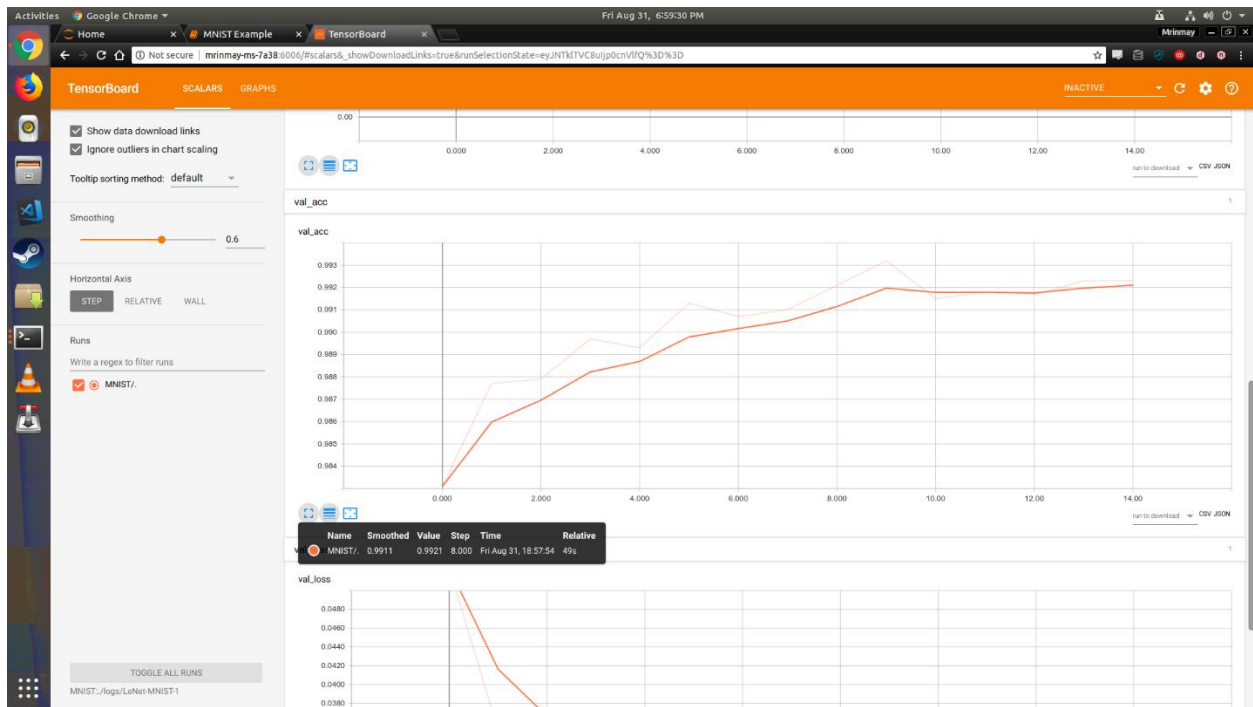 Activities Google Chrome Fri Aug 31, 6:59:30 PM
Home MNIST Example TensorBoard Mrinmay
Not secure | mrinmay-ms-7a38:6006/#scalars&_showDownloadLinks=true&runSelectionState=
TensorBoard SCALARS GRAPHS INACTIVE
Show data download links
Ignore outliers in chart scaling
Tooltip sorting method: default
Smoothing
0.6
Horizontal Axis
STEP RELATIVE WALL
Runs
Write a regex to filter runs
MNIST/.
TOGGLE ALL RUNS
MNIST:./logs/LeNet-MNIST-1
0.00
0.000 2.000 4.000 6.000 8.000 10.00 12.00 14.00
run to download CSV JSON
val_acc 1
val_acc
0.993
0.992
0.991
0.990
0.989
0.988
0.987
0.986
0.985
0.984
0.000 2.000 4.000 6.000 8.000 10.00 12.00 14.00
run to download CSV JSON
Name Smoothed Value Step Time Relative
MNIST/. 0.9911 0.9921 8.000 Fri Aug 31, 18:57:54 49s
1
val_loss
0.0480
0.0460
0.0440
0.0420
0.0400
0.0380